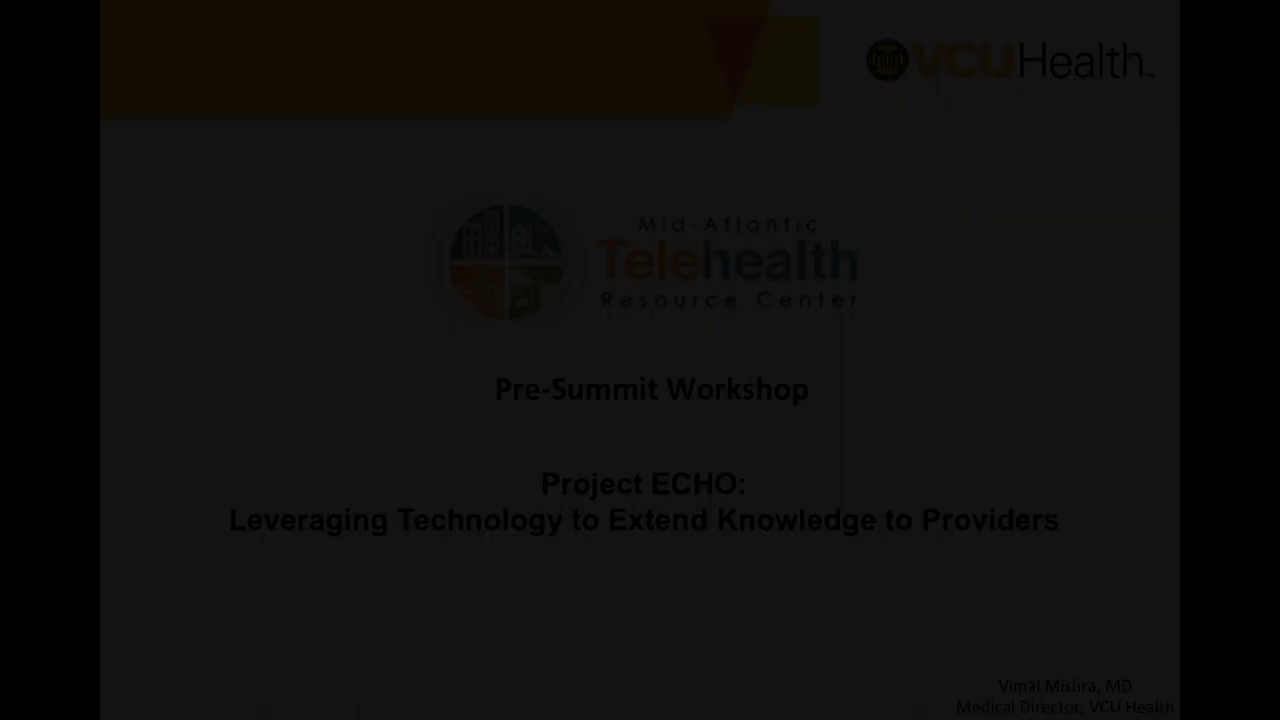 VCUHealth
Mid-Atlantic
Telehealth
Resource Center
Pre-Summit Workshop
Project ECHO:
Leveraging Technology to Extend Knowledge to Providers
Vimal Mishra, MD
Medical Director, VCU Health